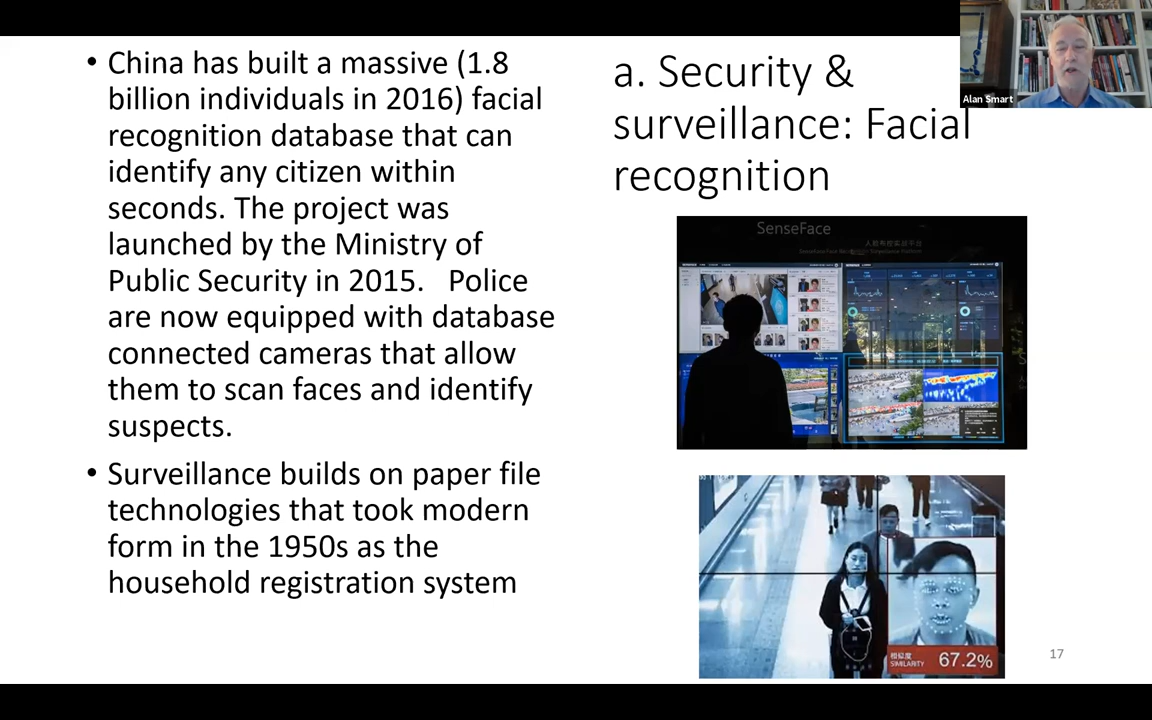 • China has built a massive (1.8
billion individuals in 2016) facial
recognition database that can
identify any citizen within
seconds. The project was
launched by the Ministry of
Public Security in 2015.   Police
are now equipped with database
connected cameras that allow
them to scan faces and identify
suspects.
• Surveillance builds on paper file
technologies that took modern
form in the 1950s as the
household registration system
a. Security &
surveillance: Facial
recognition
Alan Smart
SenseFace
相似度
SIMILARITY
67.2%
17